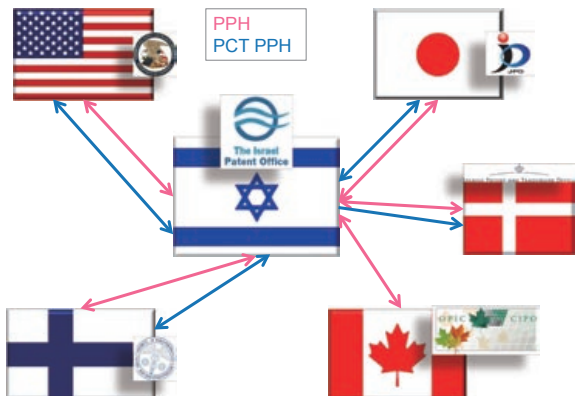 PPH
PCT PPH
JPO
The Israel
Patent Office
OPIC
CIPO